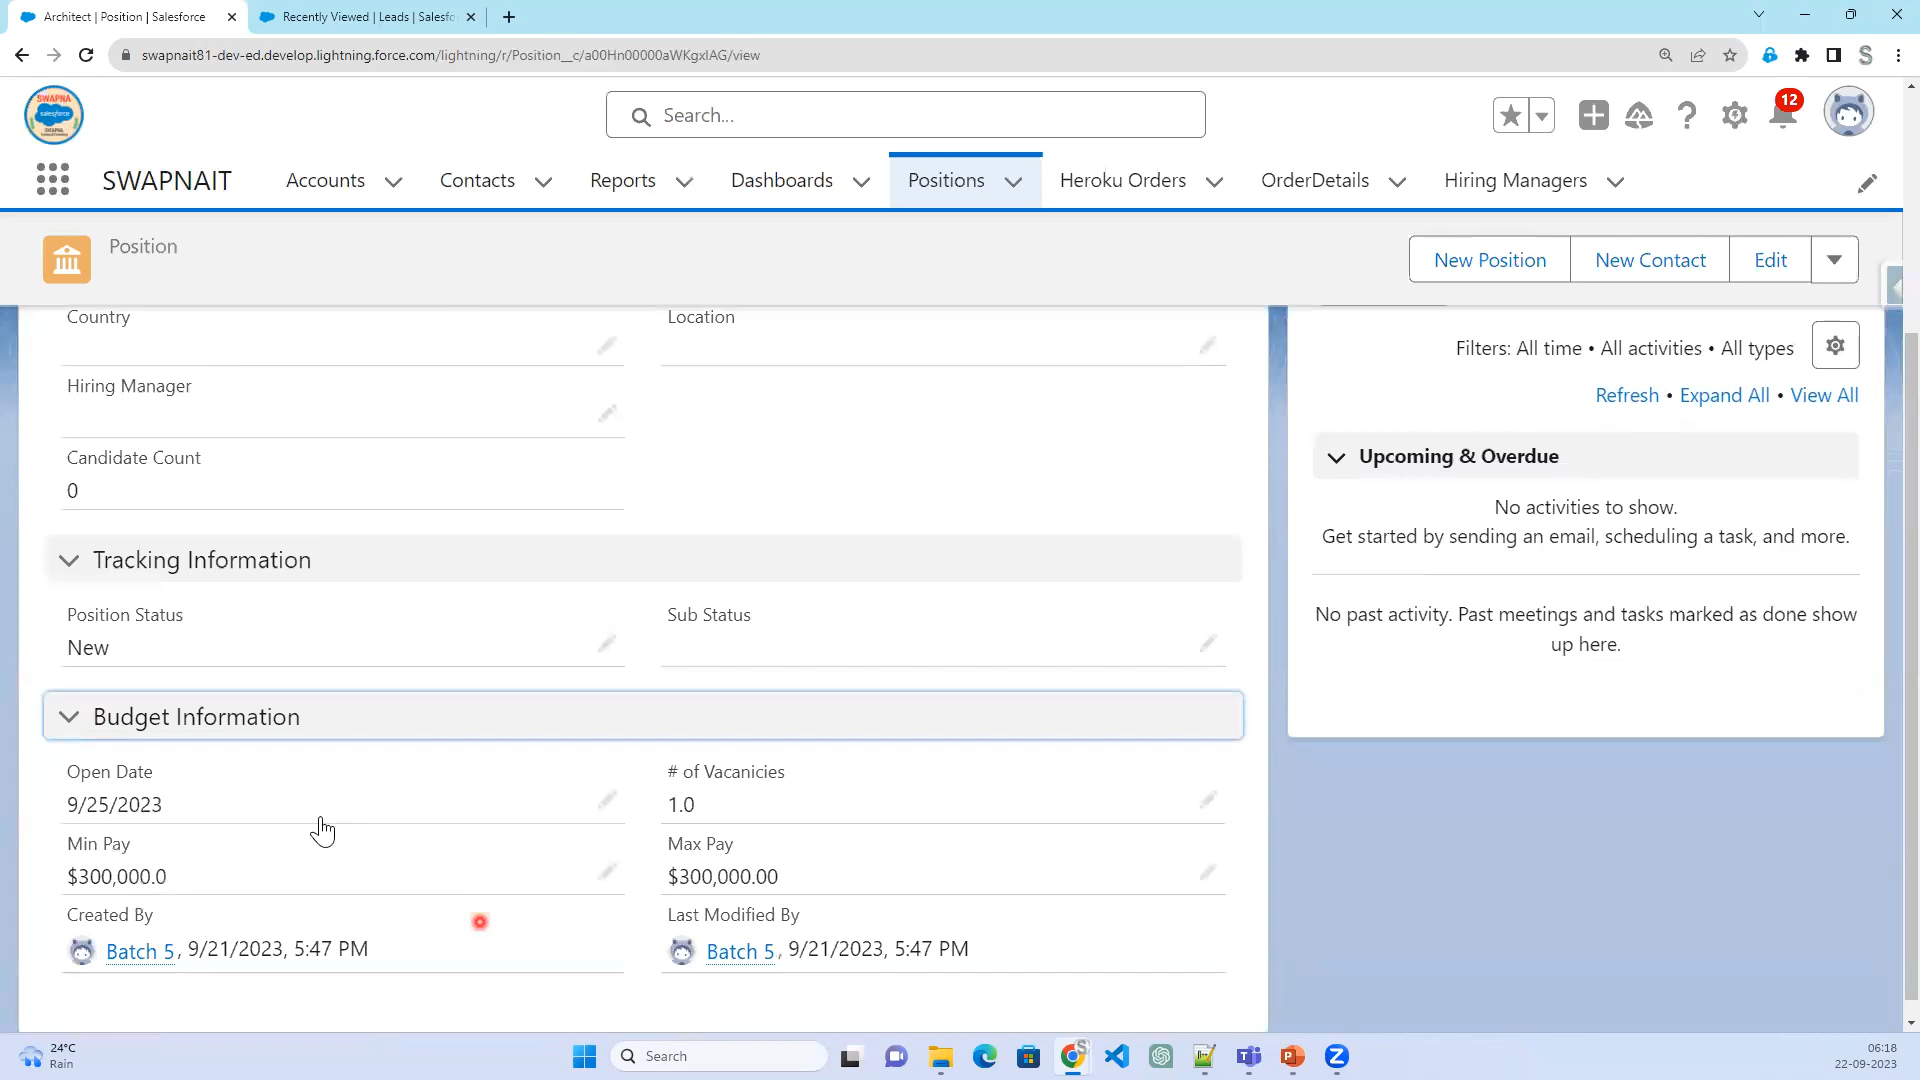 Architect | Position | Salesforce
Recently Viewed | Leads | Salesfo
swapnait81-dev-ed.develop.lightning.force.com/lightning/r/Position__c/a00Hn00000aWKgxIAG/view
SWAPNA
salesforce
Search...
12
SWAPNAIT
Accounts
Contacts
Reports
Dashboards
Positions
Heroku Orders
OrderDetails
Hiring Managers
Position
New Position
New Contact
Edit
Country
Location
Hiring Manager
Candidate Count
0
Tracking Information
Position Status
New
Sub Status
Budget Information
Open Date
9/25/2023
# of Vacanicies
1.0
Min Pay
$300,000.0
Max Pay
$300,000.00
Created By
Batch 5, 9/21/2023, 5:47 PM
Last Modified By
Batch 5, 9/21/2023, 5:47 PM
Filters: All time • All activities • All types
Refresh • Expand All • View All
Upcoming & Overdue
No activities to show.
Get started by sending an email, scheduling a task, and more.
No past activity. Past meetings and tasks marked as done show
up here.
24°C
Rain
Search
06:18
22-09-2023